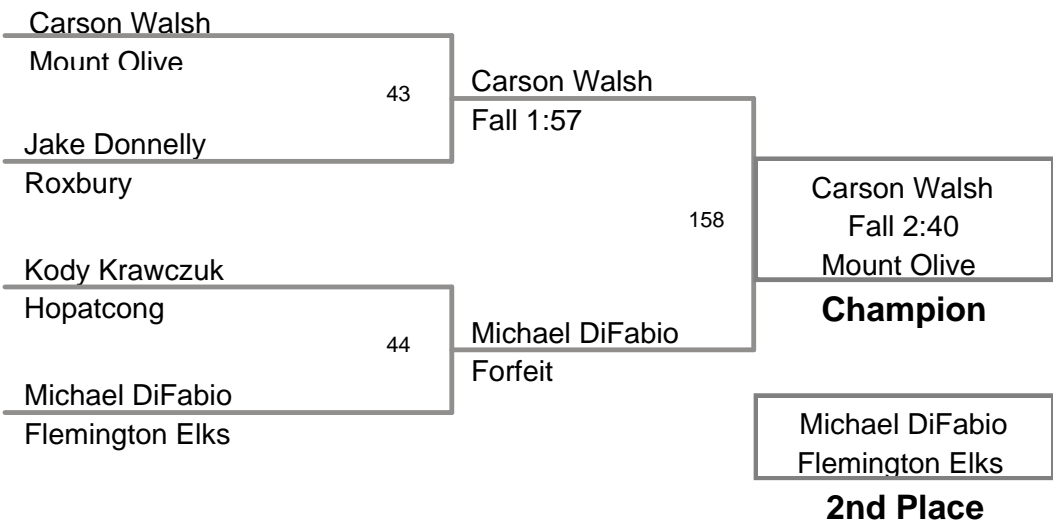 Carson Walsh
Mount Olive
43
Jake Donnelly
Roxbury
Carson Walsh
Fall 1:57
Kody Krawczuk
Hopatcong
44
Michael DiFabio
Flemington Elks
Michael DiFabio
Forfeit
158
Carson Walsh
Fall 2:40
Mount Olive
Champion
Michael DiFabio
Flemington Elks
2nd Place